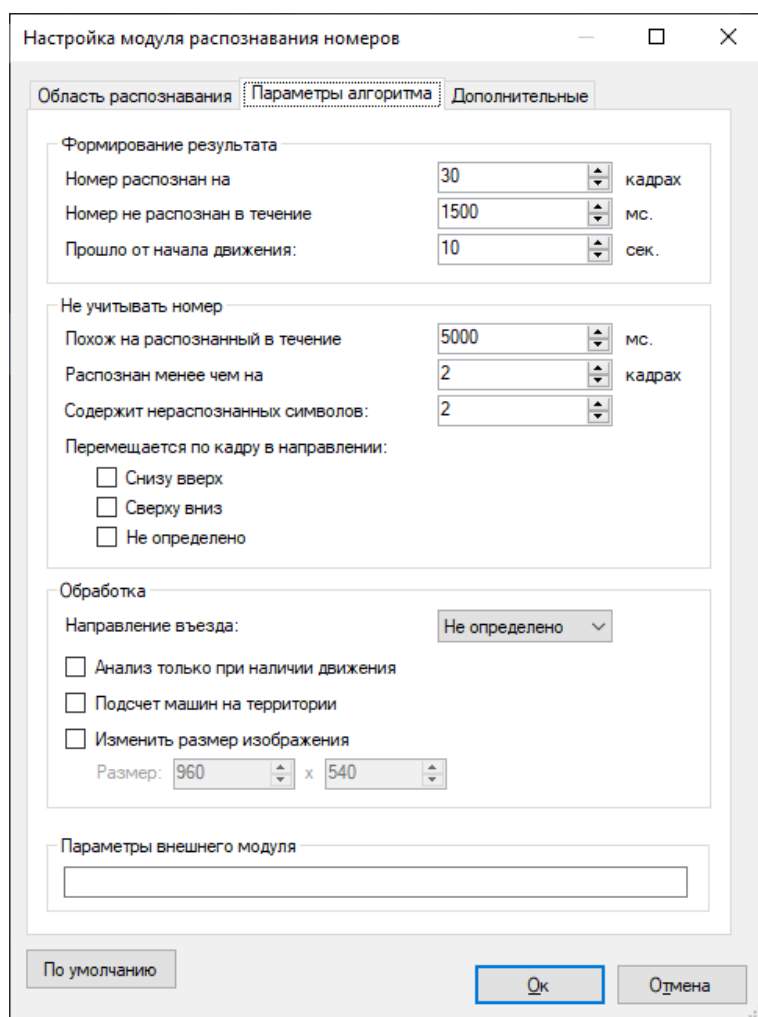 Настройка модуля распознавания номеров
Область распознавания Параметры алгоритма Дополнительные
Формирование результата
Номер распознан на 30 кадрах
Номер не распознан в течение 1500 мс.
Прошло от начала движения: 10 сек.
Не учитывать номер
Похож на распознанный в течение 5000 мс.
Распознан менее чем на 2 кадрах
Содержит нераспознанных символов: 2
Перемещается по кадру в направлении:
Снизу вверх
Сверху вниз
Не определено
Обработка
Направление въезда: Не определено
Анализ только при наличии движения
Подсчет машин на территории
Изменить размер изображения
Размер: 960 x 540
Параметры внешнего модуля
По умолчанию Ок Отмена